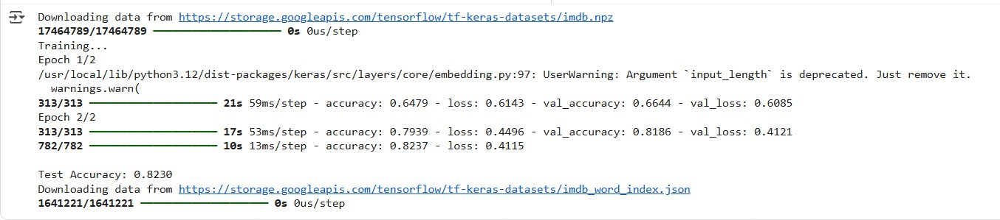 Downloading data from https://storage.googleapis.com/tensorflow/tf-keras-datasets/imdb.npz
17464789/17464789 ━━━━━━━━━━━━━━━━━━━━ 0s 0us/step
Training...
Epoch 1/2
/usr/local/lib/python3.12/dist-packages/keras/src/layers/core/embedding.py:97: UserWarning: Argument `input_length` is deprecated. Just remove it.
  warnings.warn(
313/313 ━━━━━━━━━━━━━━━━━━━━ 21s 59ms/step - accuracy: 0.6479 - loss: 0.6143 - val_accuracy: 0.6644 - val_loss: 0.6085
Epoch 2/2
313/313 ━━━━━━━━━━━━━━━━━━━━ 17s 53ms/step - accuracy: 0.7939 - loss: 0.4496 - val_accuracy: 0.8186 - val_loss: 0.4121
782/782 ━━━━━━━━━━━━━━━━━━━━ 10s 13ms/step - accuracy: 0.8237 - loss: 0.4115
Test Accuracy: 0.8230
Downloading data from https://storage.googleapis.com/tensorflow/tf-keras-datasets/imdb_word_index.json
1641221/1641221 ━━━━━━━━━━━━━━━━━━━━ 0s 0us/step